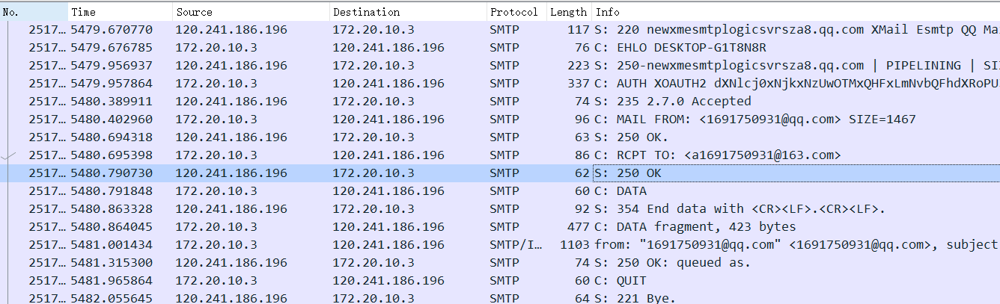 No. Time Source Destination Protocol Length Info
2517… 5479.670770 120.241.186.196 172.20.10.3 SMTP 117 S: 220 newxmesmtplogicsvrsza8.qq.com XMail Esmtp QQ Ma
2517… 5479.676785 172.20.10.3 120.241.186.196 SMTP 76 C: EHLO DESKTOP-G1T8N8R
2517… 5479.956937 120.241.186.196 172.20.10.3 SMTP 223 S: 250-newxmesmtplogicsvrsza8.qq.com | PIPELINING | SI
2517… 5479.957864 172.20.10.3 120.241.186.196 SMTP 337 C: AUTH XOAUTH2 dXNlcj0xNjkxNzUwOTMxQHFxLmNvbQFhdXRoPU
2517… 5480.389911 120.241.186.196 172.20.10.3 SMTP 74 S: 235 2.7.0 Accepted
2517… 5480.402960 172.20.10.3 120.241.186.196 SMTP 96 C: MAIL FROM: <1691750931@qq.com> SIZE=1467
2517… 5480.694318 120.241.186.196 172.20.10.3 SMTP 63 S: 250 OK.
2517… 5480.695398 172.20.10.3 120.241.186.196 SMTP 86 C: RCPT TO: <a1691750931@163.com>
2517… 5480.790730 120.241.186.196 172.20.10.3 SMTP 62 S: 250 OK
2517… 5480.791848 172.20.10.3 120.241.186.196 SMTP 60 C: DATA
2517… 5480.863328 120.241.186.196 172.20.10.3 SMTP 92 S: 354 End data with <CR><LF>.<CR><LF>.
2517… 5480.864045 172.20.10.3 120.241.186.196 SMTP 477 C: DATA fragment, 423 bytes
2517… 5481.001434 172.20.10.3 120.241.186.196 SMTP/I… 1103 from: "1691750931@qq.com" <1691750931@qq.com>, subject
2517… 5481.315300 120.241.186.196 172.20.10.3 SMTP 74 S: 250 OK: queued as.
2517… 5481.965864 172.20.10.3 120.241.186.196 SMTP 60 C: QUIT
2517… 5482.055645 120.241.186.196 172.20.10.3 SMTP 64 S: 221 Bye.